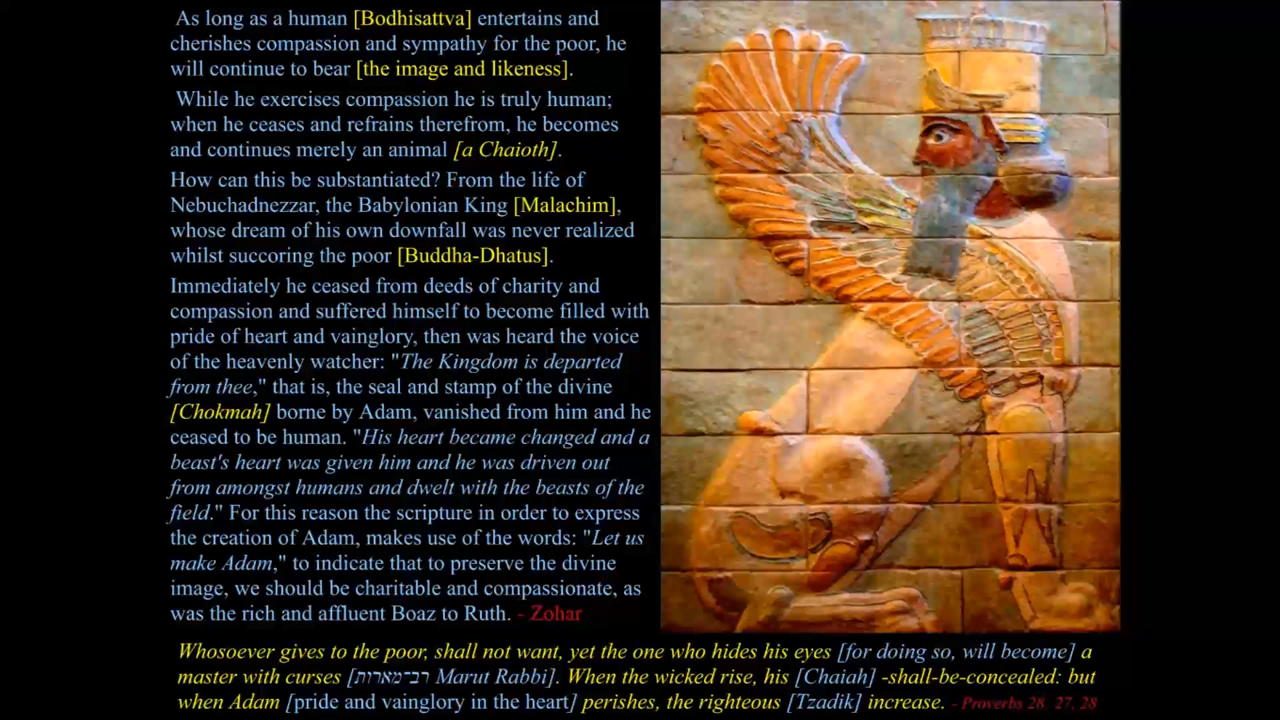 As long as a human [Bodhisattva] entertains and
cherishes compassion and sympathy for the poor, he
will continue to bear [the image and likeness].
While he exercises compassion he is truly human;
when he ceases and refrains therefrom, he becomes
and continues merely an animal [a Chaioth].
How can this be substantiated? From the life of
Nebuchadnezzar, the Babylonian King [Malachim],
whose dream of his own downfall was never realized
whilst succoring the poor [Buddha-Dhatus].
Immediately he ceased from deeds of charity and
compassion and suffered himself to become filled with
pride of heart and vainglory, then was heard the voice
of the heavenly watcher: "The Kingdom is departed
from thee," that is, the seal and stamp of the divine
[Chokmah] borne by Adam, vanished from him and he
ceased to be human. "His heart became changed and a
beast's heart was given him and he was driven out
from amongst humans and dwelt with the beasts of the
field." For this reason the scripture in order to express
the creation of Adam, makes use of the words: "Let us
make Adam," to indicate that to preserve the divine
image, we should be charitable and compassionate, as
was the rich and affluent Boaz to Ruth. - Zohar
Whosoever gives to the poor, shall not want, yet the one who hides his eyes [for doing so, will become] a
master with curses [רב־מארות Marut Rabbi]. When the wicked rise, his [Chaiah] -shall-be-concealed: but
when Adam [pride and vainglory in the heart] perishes, the righteous [Tzadik] increase. - Proverbs 28, 27, 28